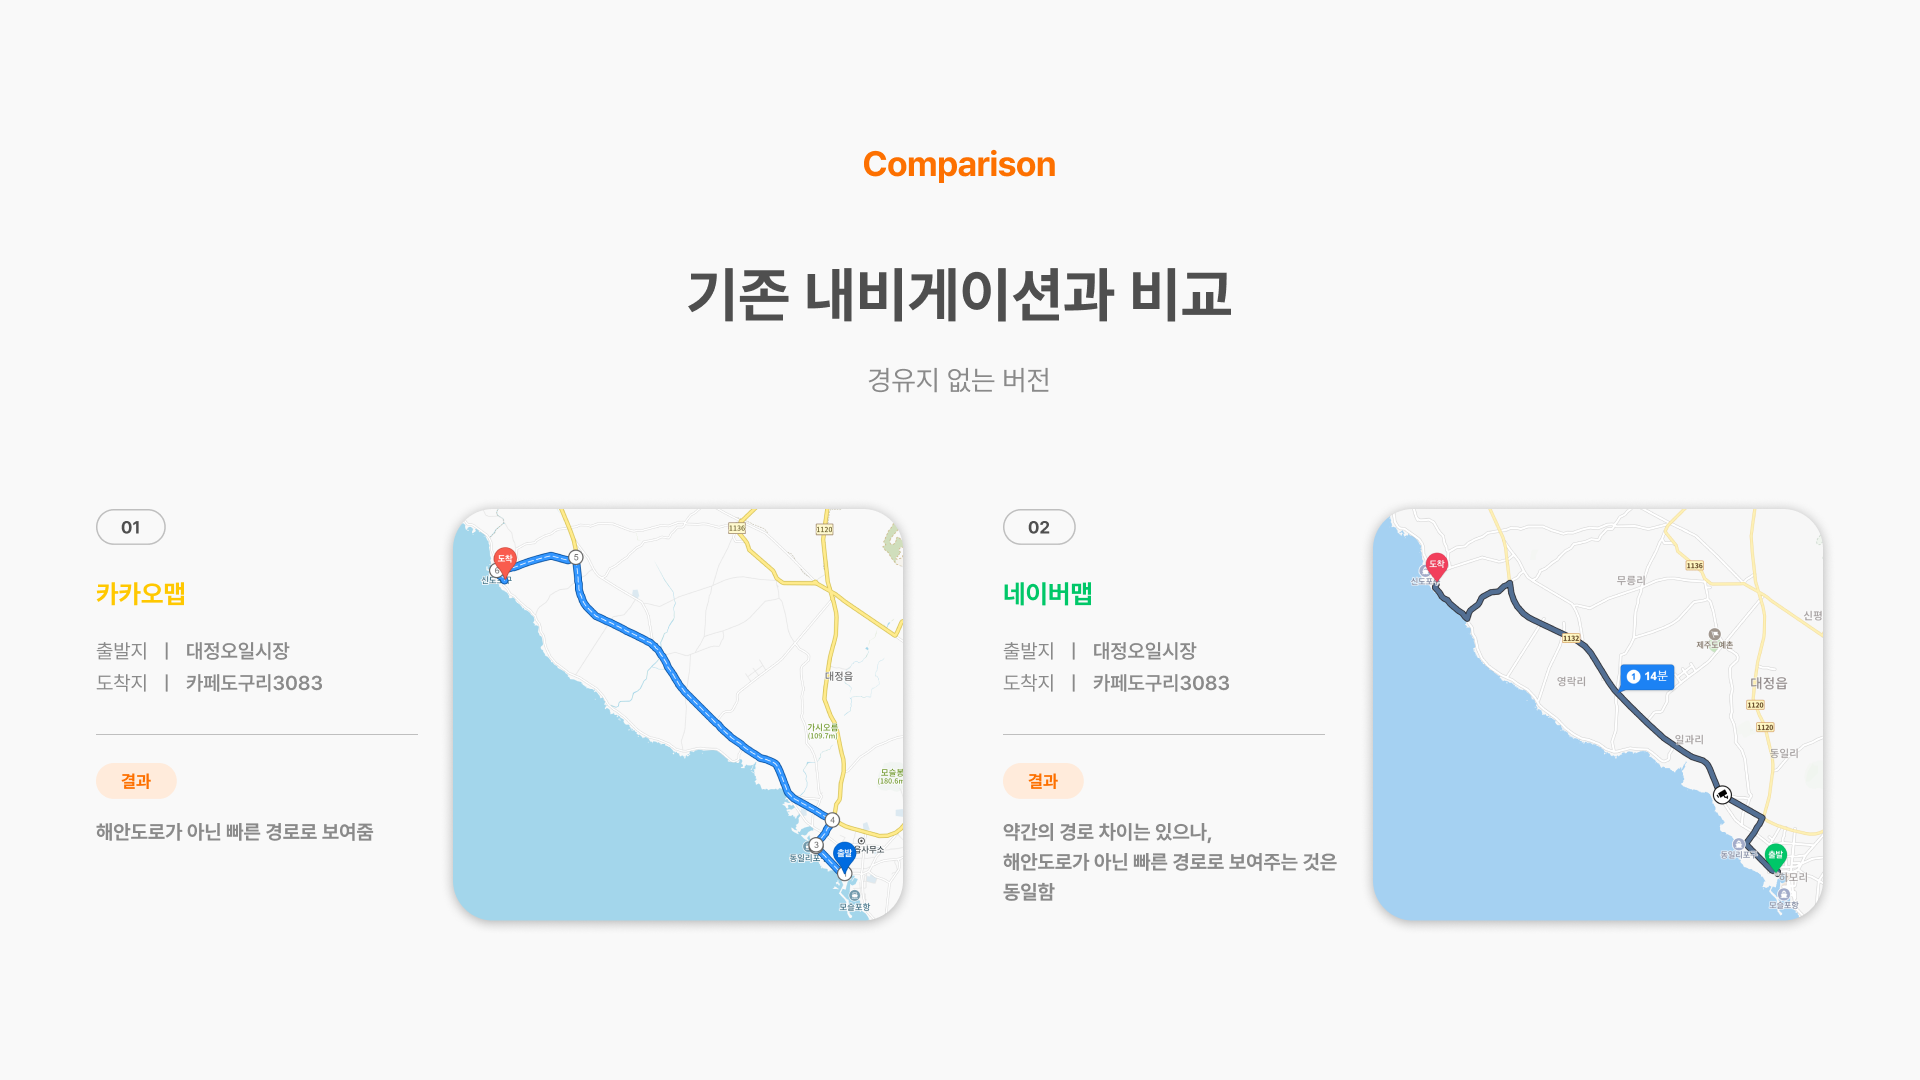 Comparison
기존 내비게이션과 비교
경유지 없는 버전
01
카카오맵
출발지 | 대정오일시장
도착지 | 카페도구리3083
결과
해안도로가 아닌 빠른 경로로 보여줌
1136
1120
도착
5
6
대정읍
가시오름
(109.7m)
모슬봉
(180.6m
4
3
출발
읍사무소
동일리포
모슬포항
02
네이버맵
출발지 | 대정오일시장
도착지 | 카페도구리3083
결과
약간의 경로 차이는 있으나,
해안도로가 아닌 빠른 경로로 보여주는 것은
동일함
도착
신도포
무릉리
1136
신평
1132
제주도예촌
영락리
1 14분
대정읍
1120
1120
일과리
동일리
동일리포구
출발
하모리
모슬포항